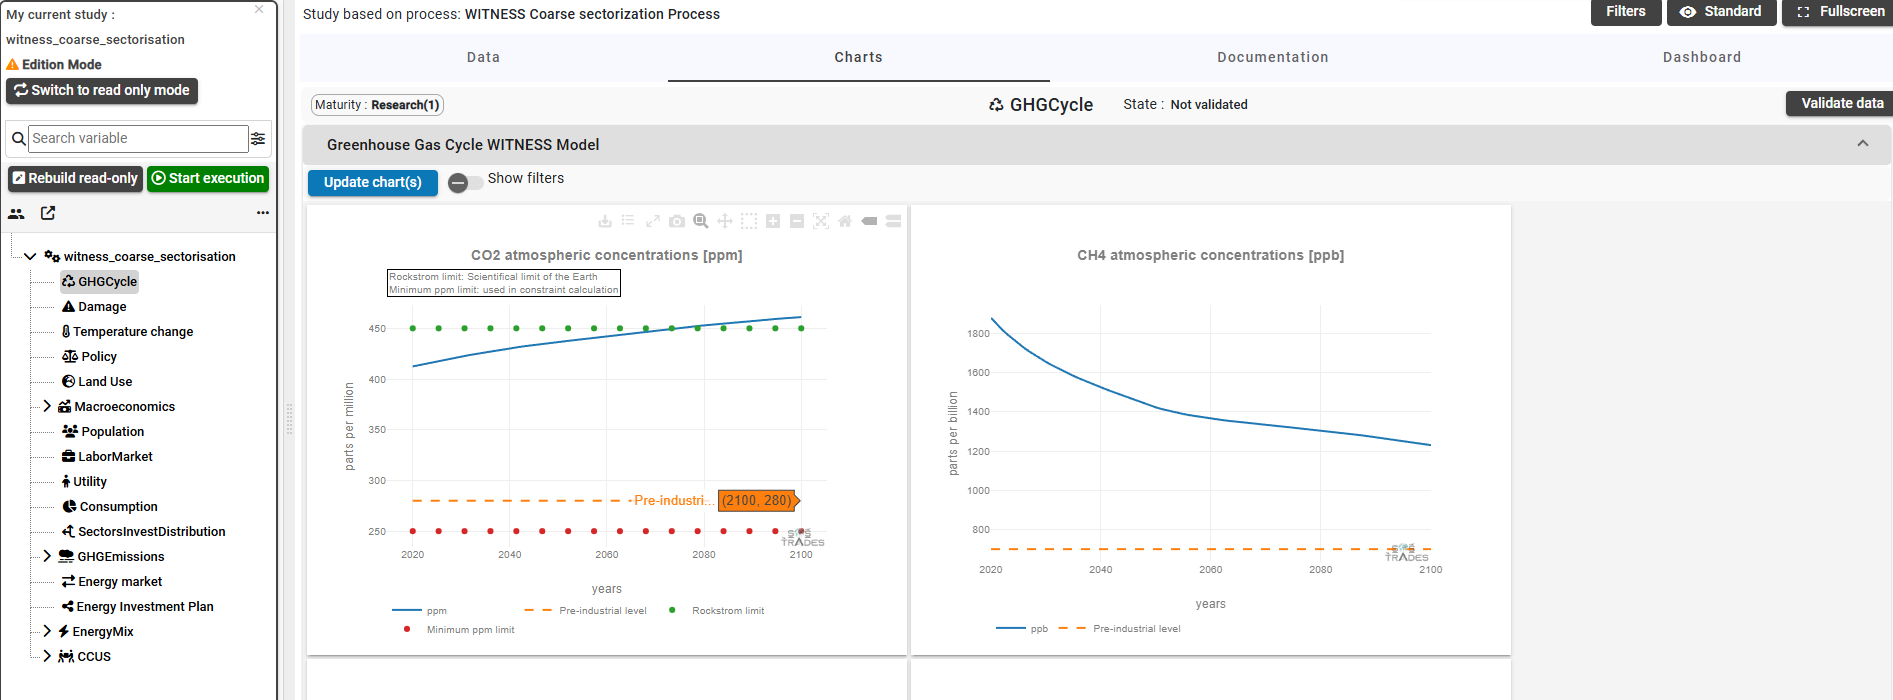 My current study :
witness_coarse_sectorisation
Edition Mode
Switch to read only mode
Search variable
Rebuild read-only
Start execution
witness_coarse_sectorisation
GHGCycle
Damage
Temperature change
Policy
Land Use
Macroeconomics
Population
LaborMarket
Utility
Consumption
SectorsInvestDistribution
GHGEmissions
Energy market
Energy Investment Plan
EnergyMix
CCUS
Study based on process: WITNESS Coarse sectorization Process
Filters
Standard
Fullscreen
Data
Charts
Documentation
Dashboard
Maturity : Research(1)
GHGCycle
State : Not validated
Validate data
Greenhouse Gas Cycle WITNESS Model
Update chart(s)
Show filters
CO2 atmospheric concentrations [ppm]
Rockstrom limit: Scientifical limit of the Earth
Minimum ppm limit: used in constraint calculation
450
400
350
300
250
parts per million
Pre-industri...
(2100, 280)
TRADES
2020
2040
2060
2080
2100
years
ppm
Pre-industrial level
Rockstrom limit
Minimum ppm limit
CH4 atmospheric concentrations [ppb]
1800
1600
1400
1200
1000
800
parts per billion
TRADES
2020
2040
2060
2080
2100
years
ppb
Pre-industrial level